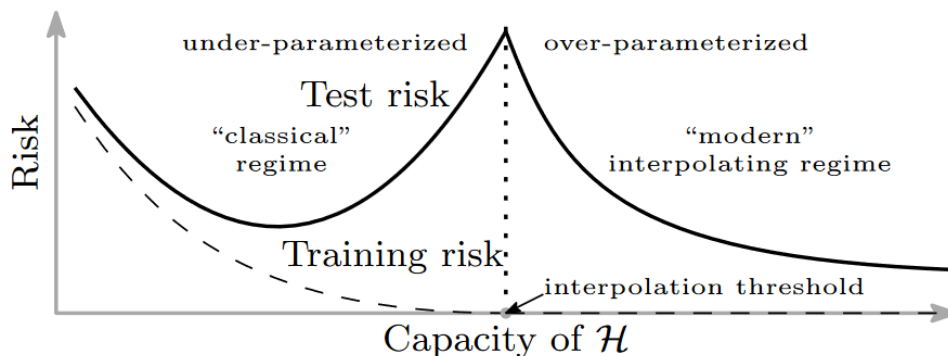 under-parameterized
over-parameterized
Test risk
“classical”
regime
“modern”
interpolating regime
Risk
Training risk
interpolation threshold
Capacity of ℋ